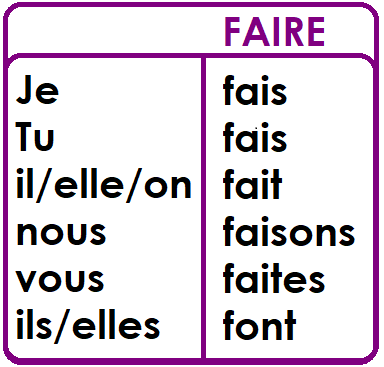 FAIRE
Je fais
Tu fais
il/elle/on fait
nous faisons
vous faites
ils/elles font